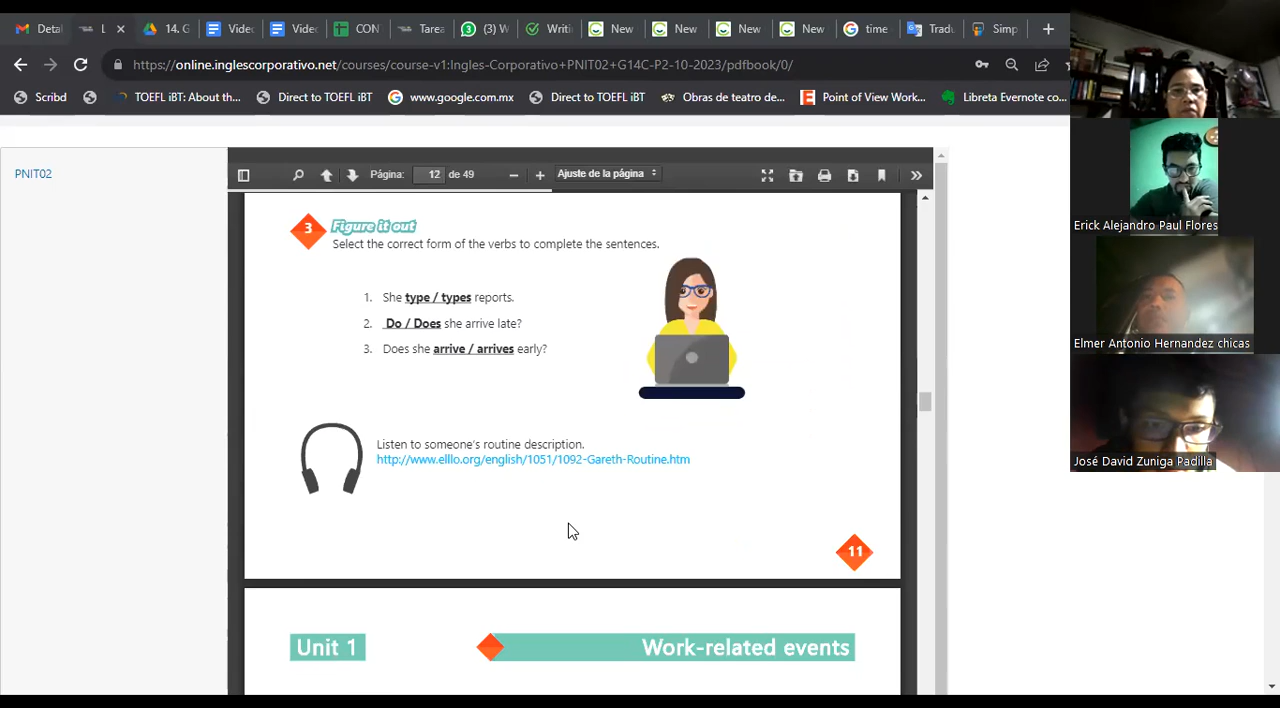 Detal
L
14. G
Videc
Videc
CON
Tarea
(3) W
Writi
New
New
New
New
time
Tradu
Simp
https://online.inglescorporativo.net/courses/course-v1:Ingles-Corporativo+PNIT02+G14C-P2-10-2023/pdfbook/0/
Scribd
TOEFL iBT: About th...
Direct to TOEFL iBT
www.google.com.mx
Direct to TOEFL iBT
Obras de teatro de...
Point of View Work...
Libreta Evernote co...
PNIT02
Página: 12 de 49
Ajuste de la página
3 Figure it out
Select the correct form of the verbs to complete the sentences.
1. She type / types reports.
2. Do / Does she arrive late?
3. Does she arrive / arrives early?
Listen to someone's routine description.
http://www.elllo.org/english/1051/1092-Gareth-Routine.htm
11
Unit 1
Work-related events
Erick Alejandro Paul Flores
Elmer Antonio Hernandez chicas
José David Zuniga Padilla